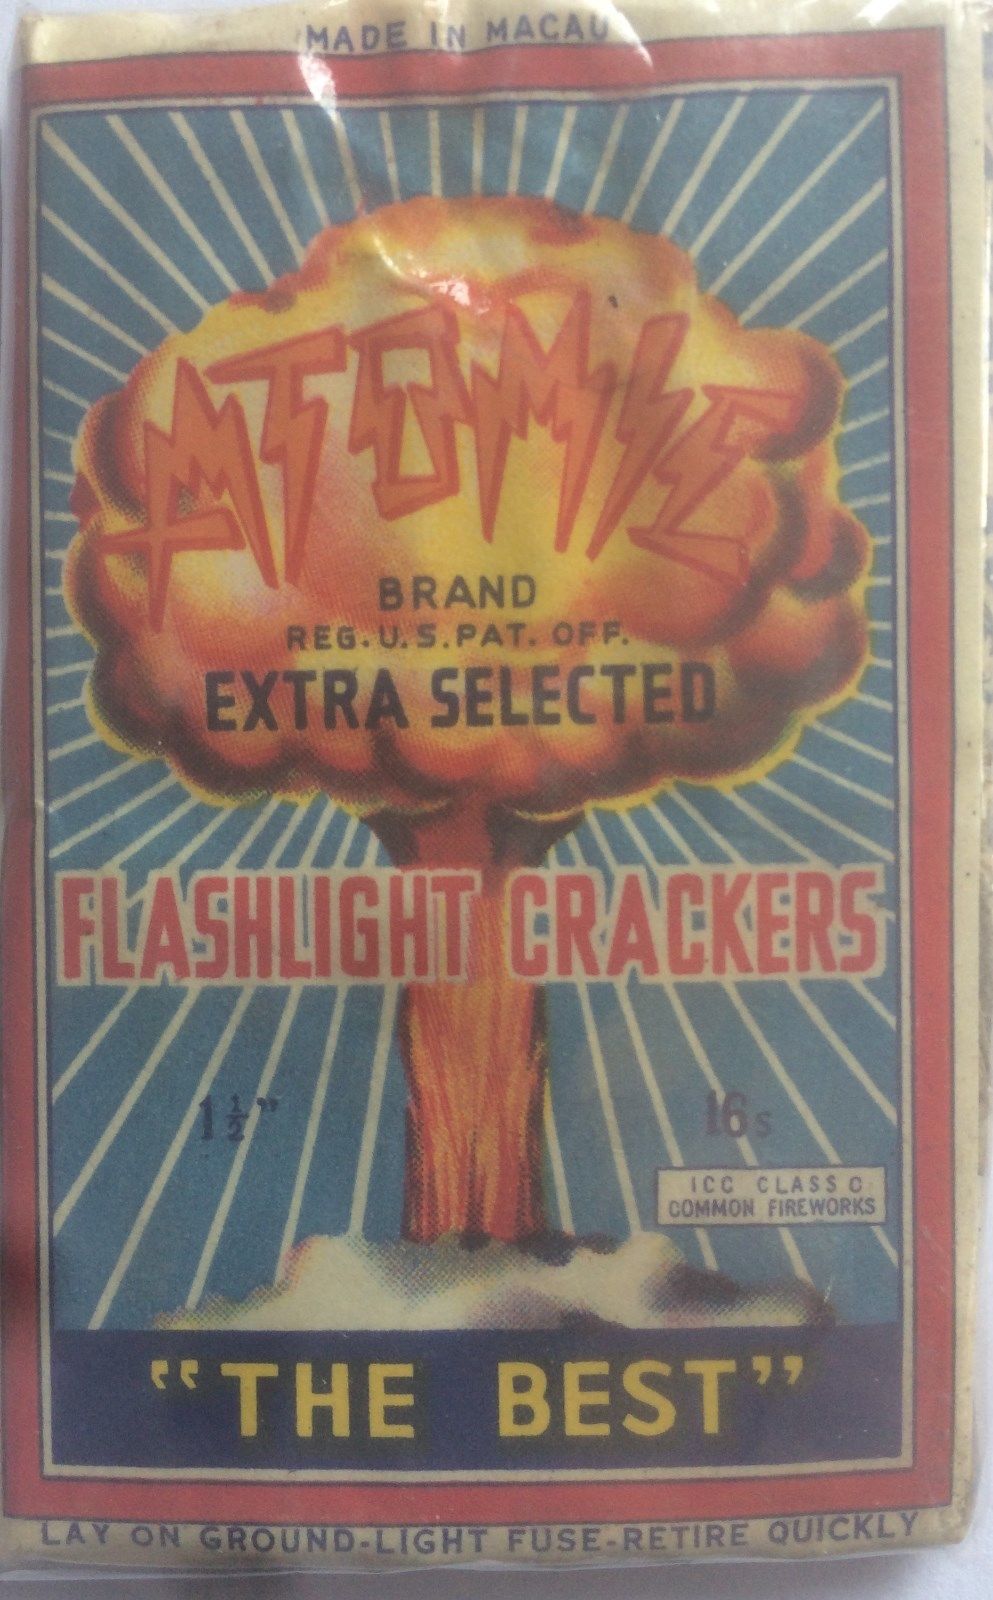 MADE IN MACAU
ATOMIC
BRAND
REG. U.S. PAT. OFF.
EXTRA SELECTED
FLASHLIGHT CRACKERS
1½" 16s
ICC CLASS C
COMMON FIREWORKS
“THE BEST”
LAY ON GROUND-LIGHT FUSE-RETIRE QUICKLY